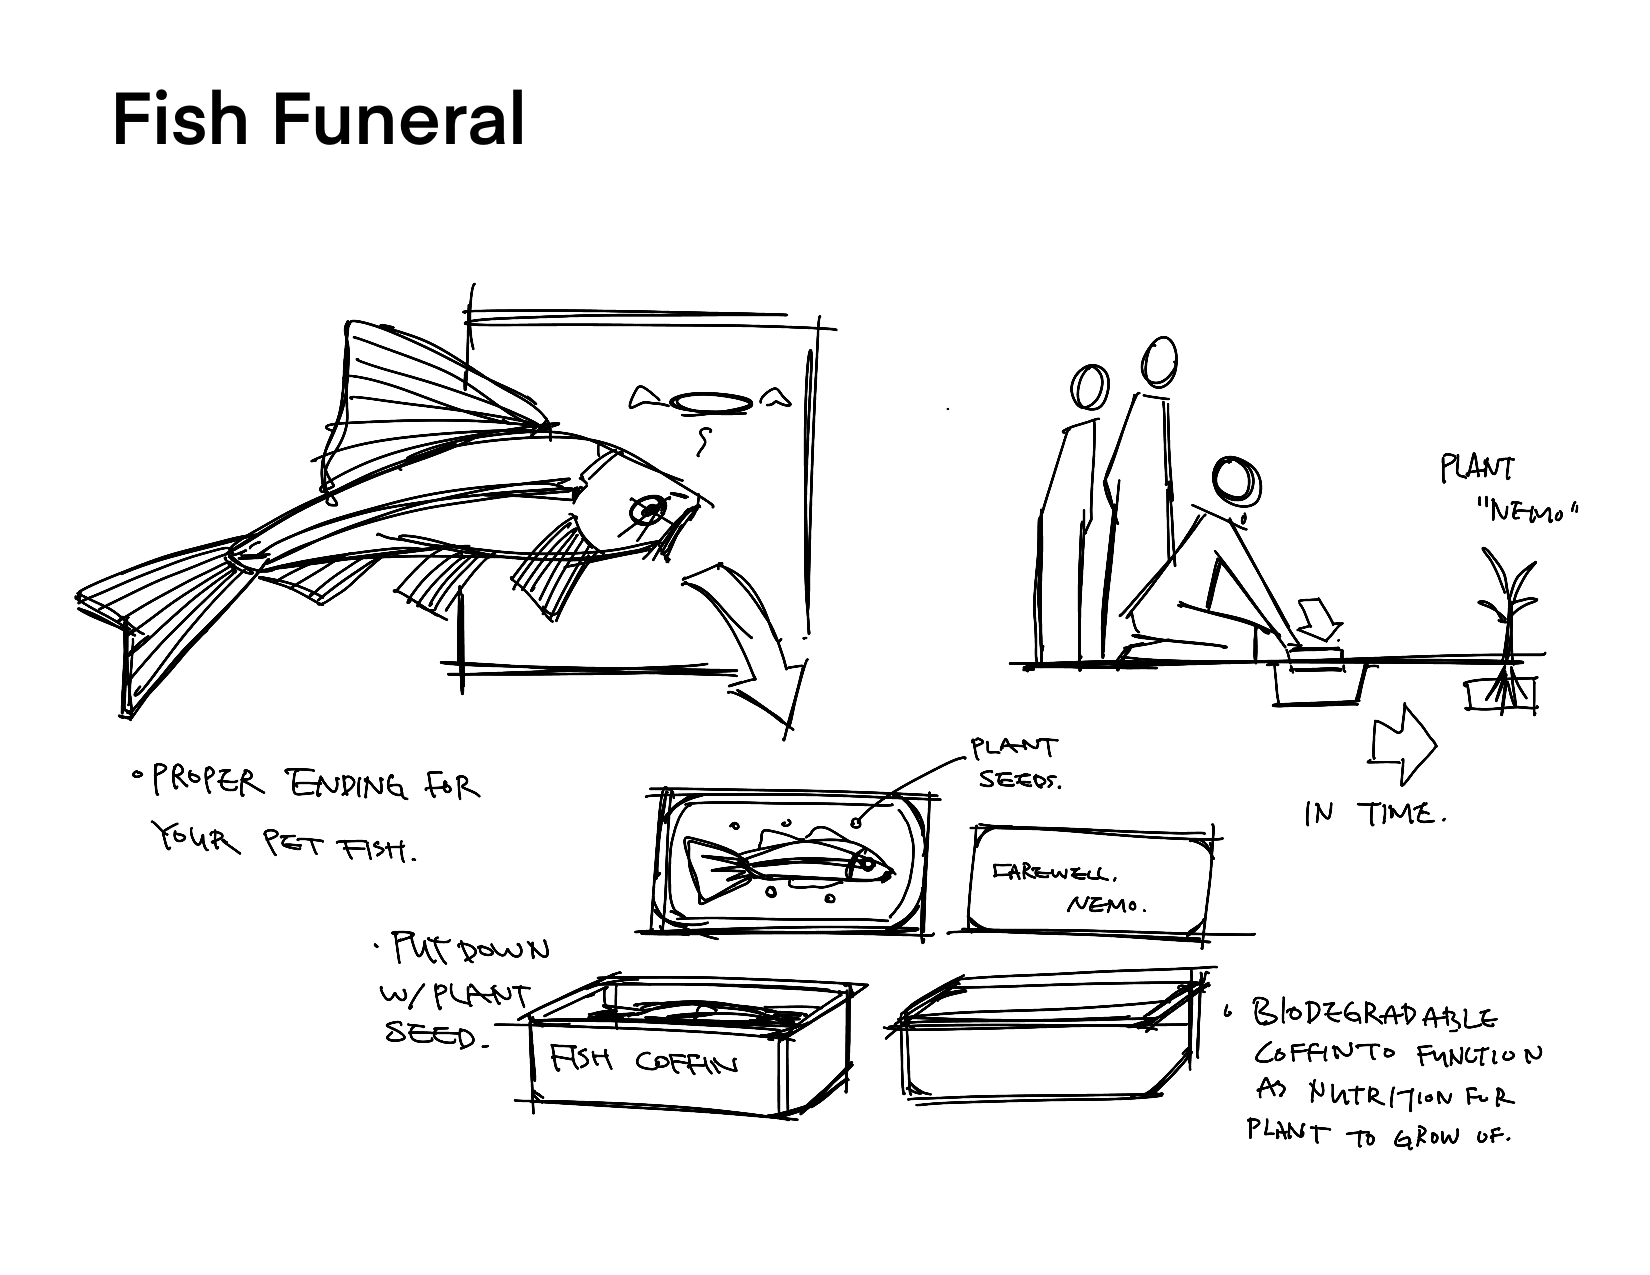 Fish Funeral
PLANT
"NEMO"
• PROPER ENDING FOR
YOUR PET FISH.
PLANT
SEEDS.
IN TIME.
FAREWELL.
NEMO.
• PUT DOWN
W/ PLANT
SEED.
FISH COFFIN
• BIODEGRADABLE
COFFIN TO FUNCTION
AS NUTRITION FOR
PLANT TO GROW OF.